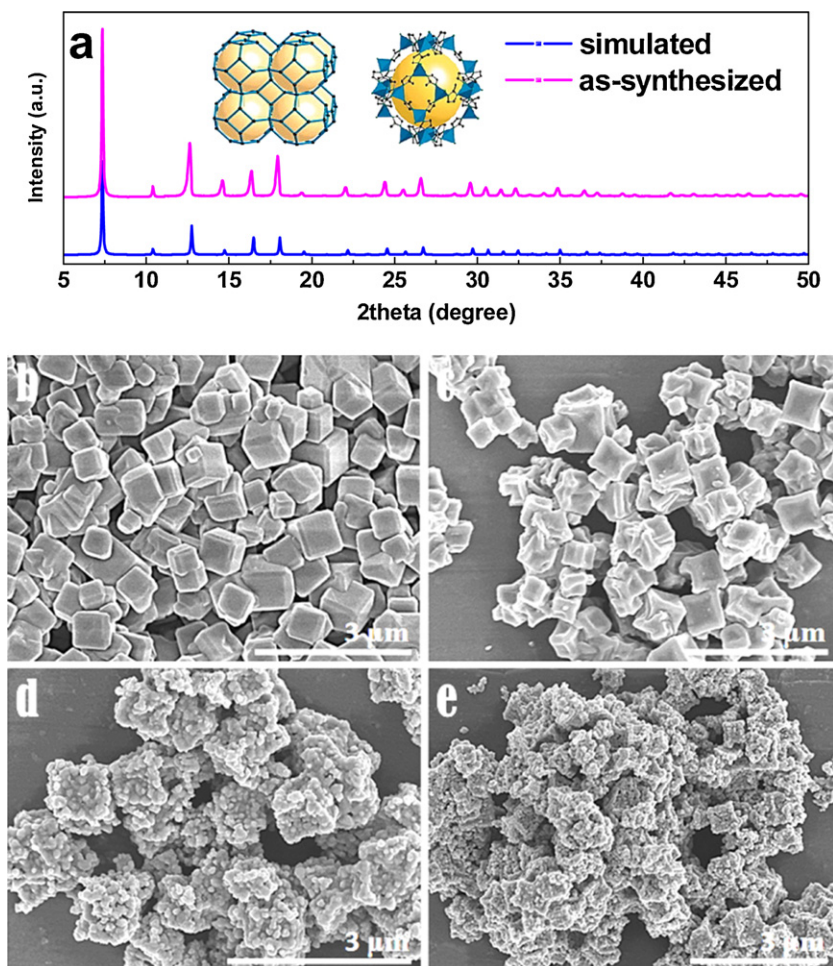 a
simulated
as-synthesized
Intensity (a.u.)
5 10 15 20 25 30 35 40 45 50
2theta (degree)
b
3 μm
c
3 μm
d
3 μm
e
3 μm